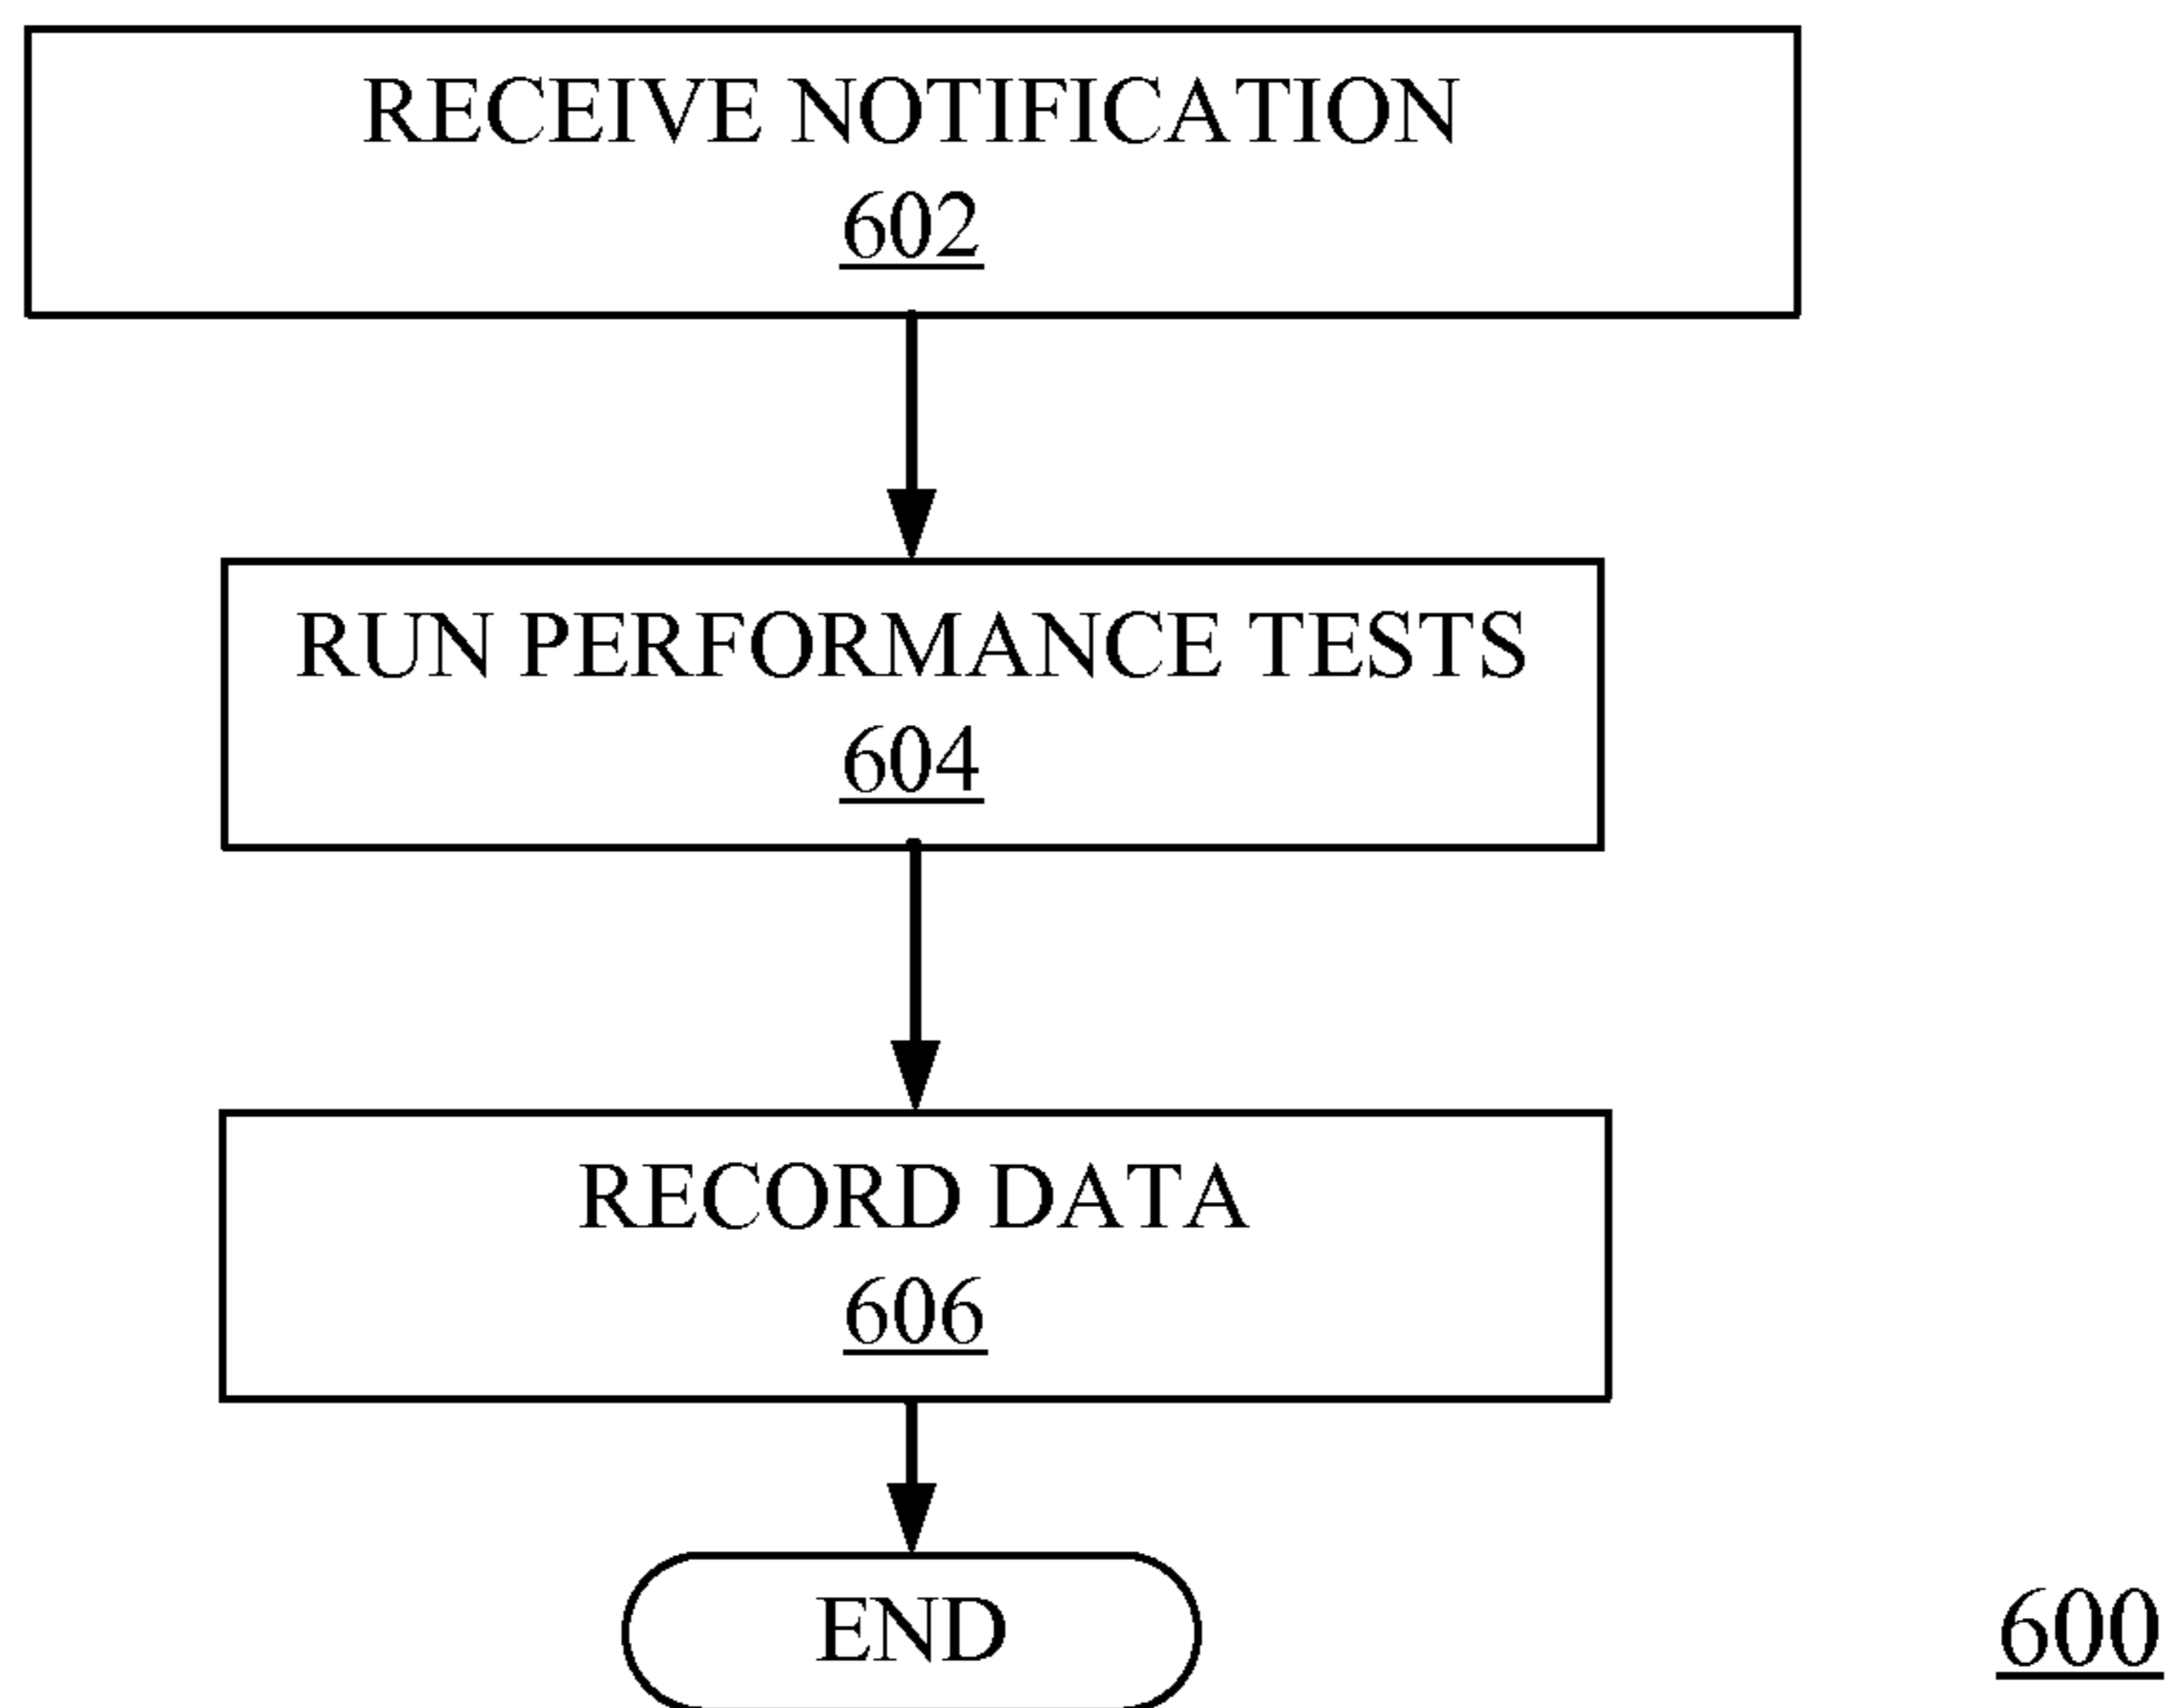 RECEIVE NOTIFICATION
602
RUN PERFORMANCE TESTS
604
RECORD DATA
606
END
600